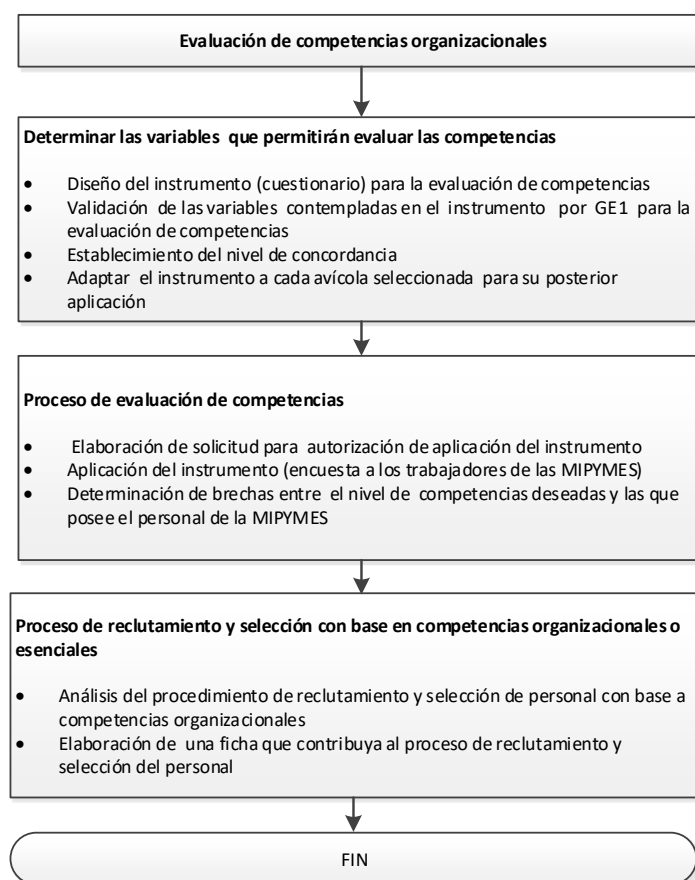 Evaluación de competencias organizacionales
Determinar las variables que permitirán evaluar las competencias
• Diseño del instrumento (cuestionario) para la evaluación de competencias
• Validación de las variables contempladas en el instrumento por GE1 para la
evaluación de competencias
• Establecimiento del nivel de concordancia
• Adaptar el instrumento a cada avícola seleccionada para su posterior
aplicación
Proceso de evaluación de competencias
• Elaboración de solicitud para autorización de aplicación del instrumento
• Aplicación del instrumento (encuesta a los trabajadores de las MIPYMES)
• Determinación de brechas entre el nivel de competencias deseadas y las que
posee el personal de la MIPYMES
Proceso de reclutamiento y selección con base en competencias organizacionales o
esenciales
• Análisis del procedimiento de reclutamiento y selección de personal con base a
competencias organizacionales
• Elaboración de una ficha que contribuya al proceso de reclutamiento y
selección del personal
FIN